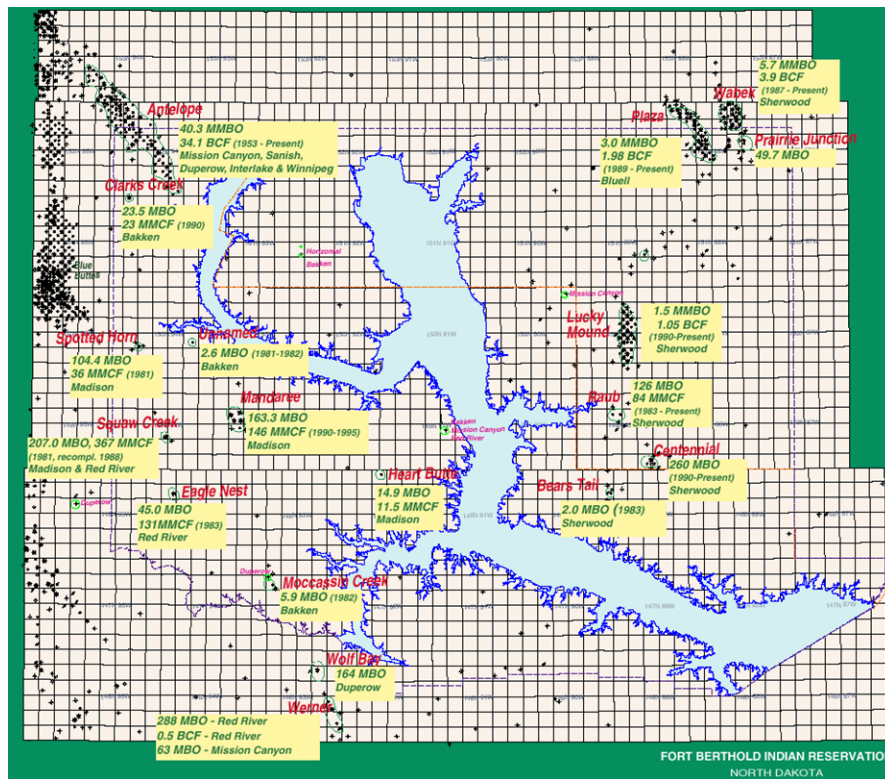 5.7 MMBO
3.9 BCF
(1987 - Present)
Sherwood
Wabek
Antelope
Plaza
40.3 MMBO
34.1 BCF (1953 - Present)
Mission Canyon, Sanish,
Duperow, Interlake & Winnipeg
3.0 MMBO
1.98 BCF
(1989 - Present)
Bluell
Prairrie Junction
49.7 MBO
Clarks Creek
23.5 MBO
23 MMCF (1990)
Bakken
Horizonal
Bakken
Blue
Buttes
Mission Canyon
Lucky
Mound
1.5 MMBO
1.05 BCF
(1990-Present)
Sherwood
Spotted Horn
104.4 MBO
36 MMCF (1981)
Madison
Unnamed
2.6 MBO (1981-1982)
Bakken
Mandaree
163.3 MBO
146 MMCF (1990-1995)
Madison
Raub
126 MBO
84 MMCF
(1983 - Present)
Sherwood
Squaw Creek
207.0 MBO, 367 MMCF
(1981, recompl. 1988)
Madison & Red River
Bakken
Mission Canyon
Red River
Centennial
260 MBO
(1990-Present)
Sherwood
Heart Butte
14.9 MBO
11.5 MMCF
Madison
Bears Tail
2.0 MBO (1983)
Sherwood
Eagle Nest
45.0 MBO
131MMCF (1983)
Red River
Duperow
Duperow
Moccassin Creek
5.9 MBO (1982)
Bakken
Wolf Bay
164 MBO
Duperow
Werner
288 MBO - Red River
0.5 BCF - Red River
63 MBO - Mission Canyon
FORT BERTHOLD INDIAN RESERVATIO
NORTH DAKOTA